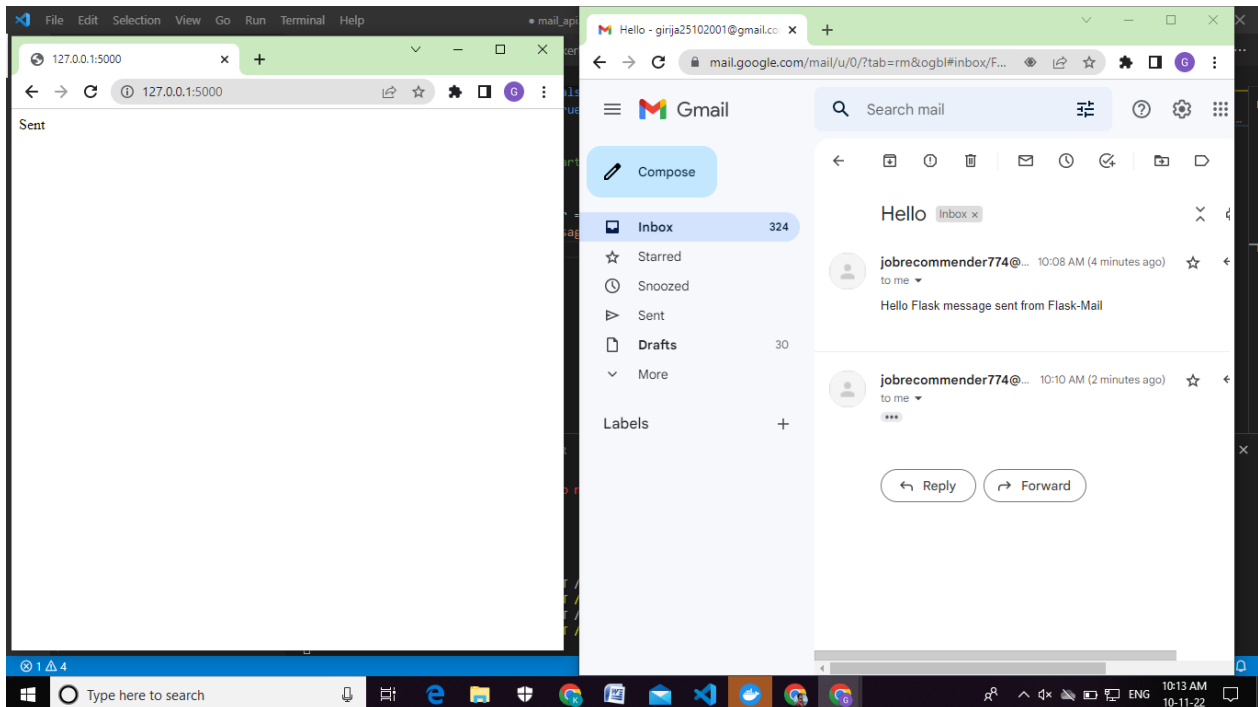 File Edit Selection View Go Run Terminal Help
● mail_api
127.0.0.1:5000
127.0.0.1:5000
Sent
1 4
Hello - girija25102001@gmail.co
mail.google.com/mail/u/0/?tab=rm&ogbl#inbox/F...
G
G
Gmail
Search mail
Compose
Inbox 324
Starred
Snoozed
Sent
Drafts 30
More
Labels
Hello Inbox ×
jobrecommender774@... 10:08 AM (4 minutes ago)
to me
Hello Flask message sent from Flask-Mail
jobrecommender774@... 10:10 AM (2 minutes ago)
to me
Reply Forward
Type here to search
ENG
10:13 AM
10-11-22